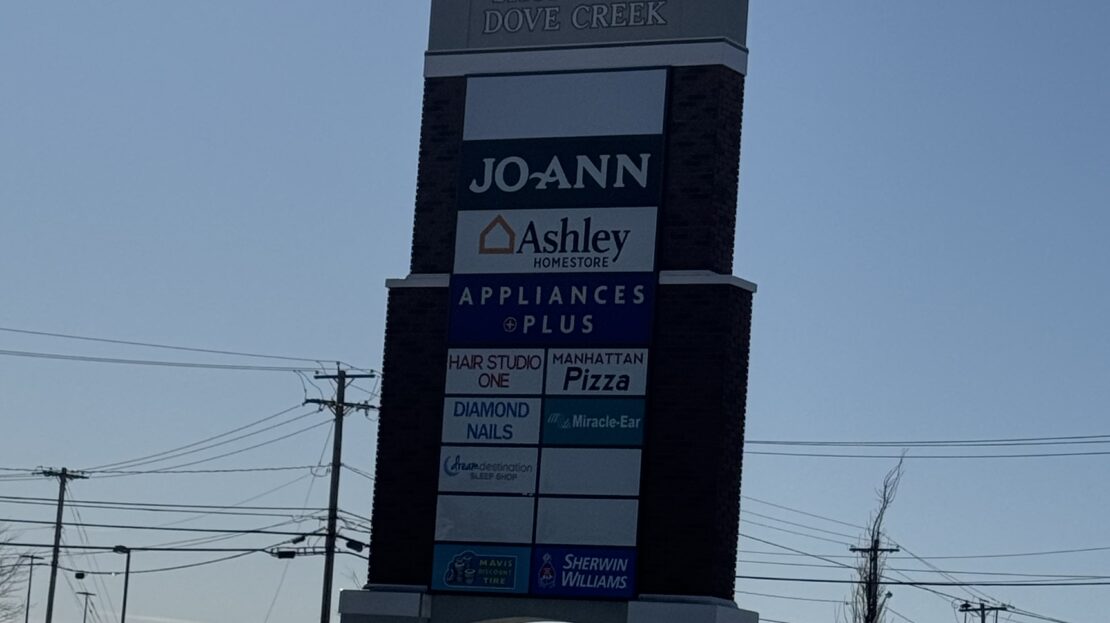 DOVE CREEK
JO-ANN
Ashley
HOMESTORE
APPLIANCES
PLUS
HAIR STUDIO
ONE
MANHATTAN
Pizza
DIAMOND
NAILS
Miracle-Ear
dream destination
SLEEP SHOP
MAVIS
DISCOUNT
TIRE
SHERWIN
WILLIAMS